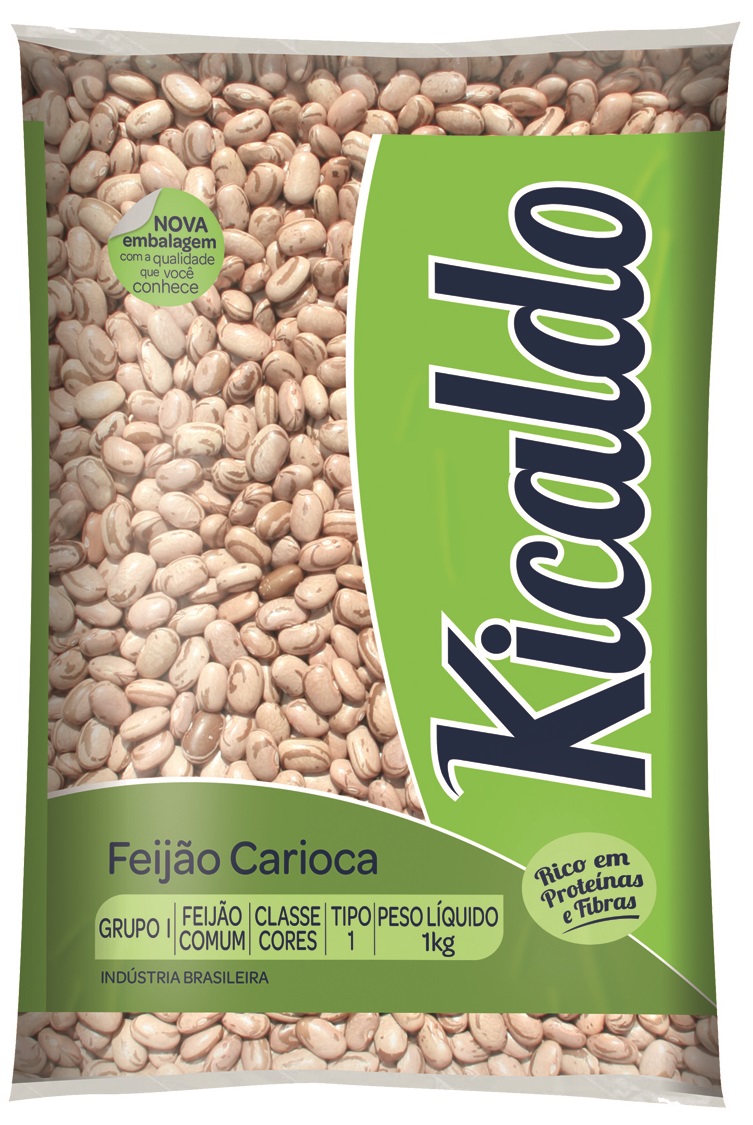 NOVA
embalagem
com a qualidade
que você
conhece
Kicaldo
Feijão Carioca
GRUPO I
FEIJÃO
COMUM
CLASSE
CORES
TIPO
1
PESO LÍQUIDO
1kg
INDÚSTRIA BRASILEIRA
Rico em
Proteínas
e Fibras